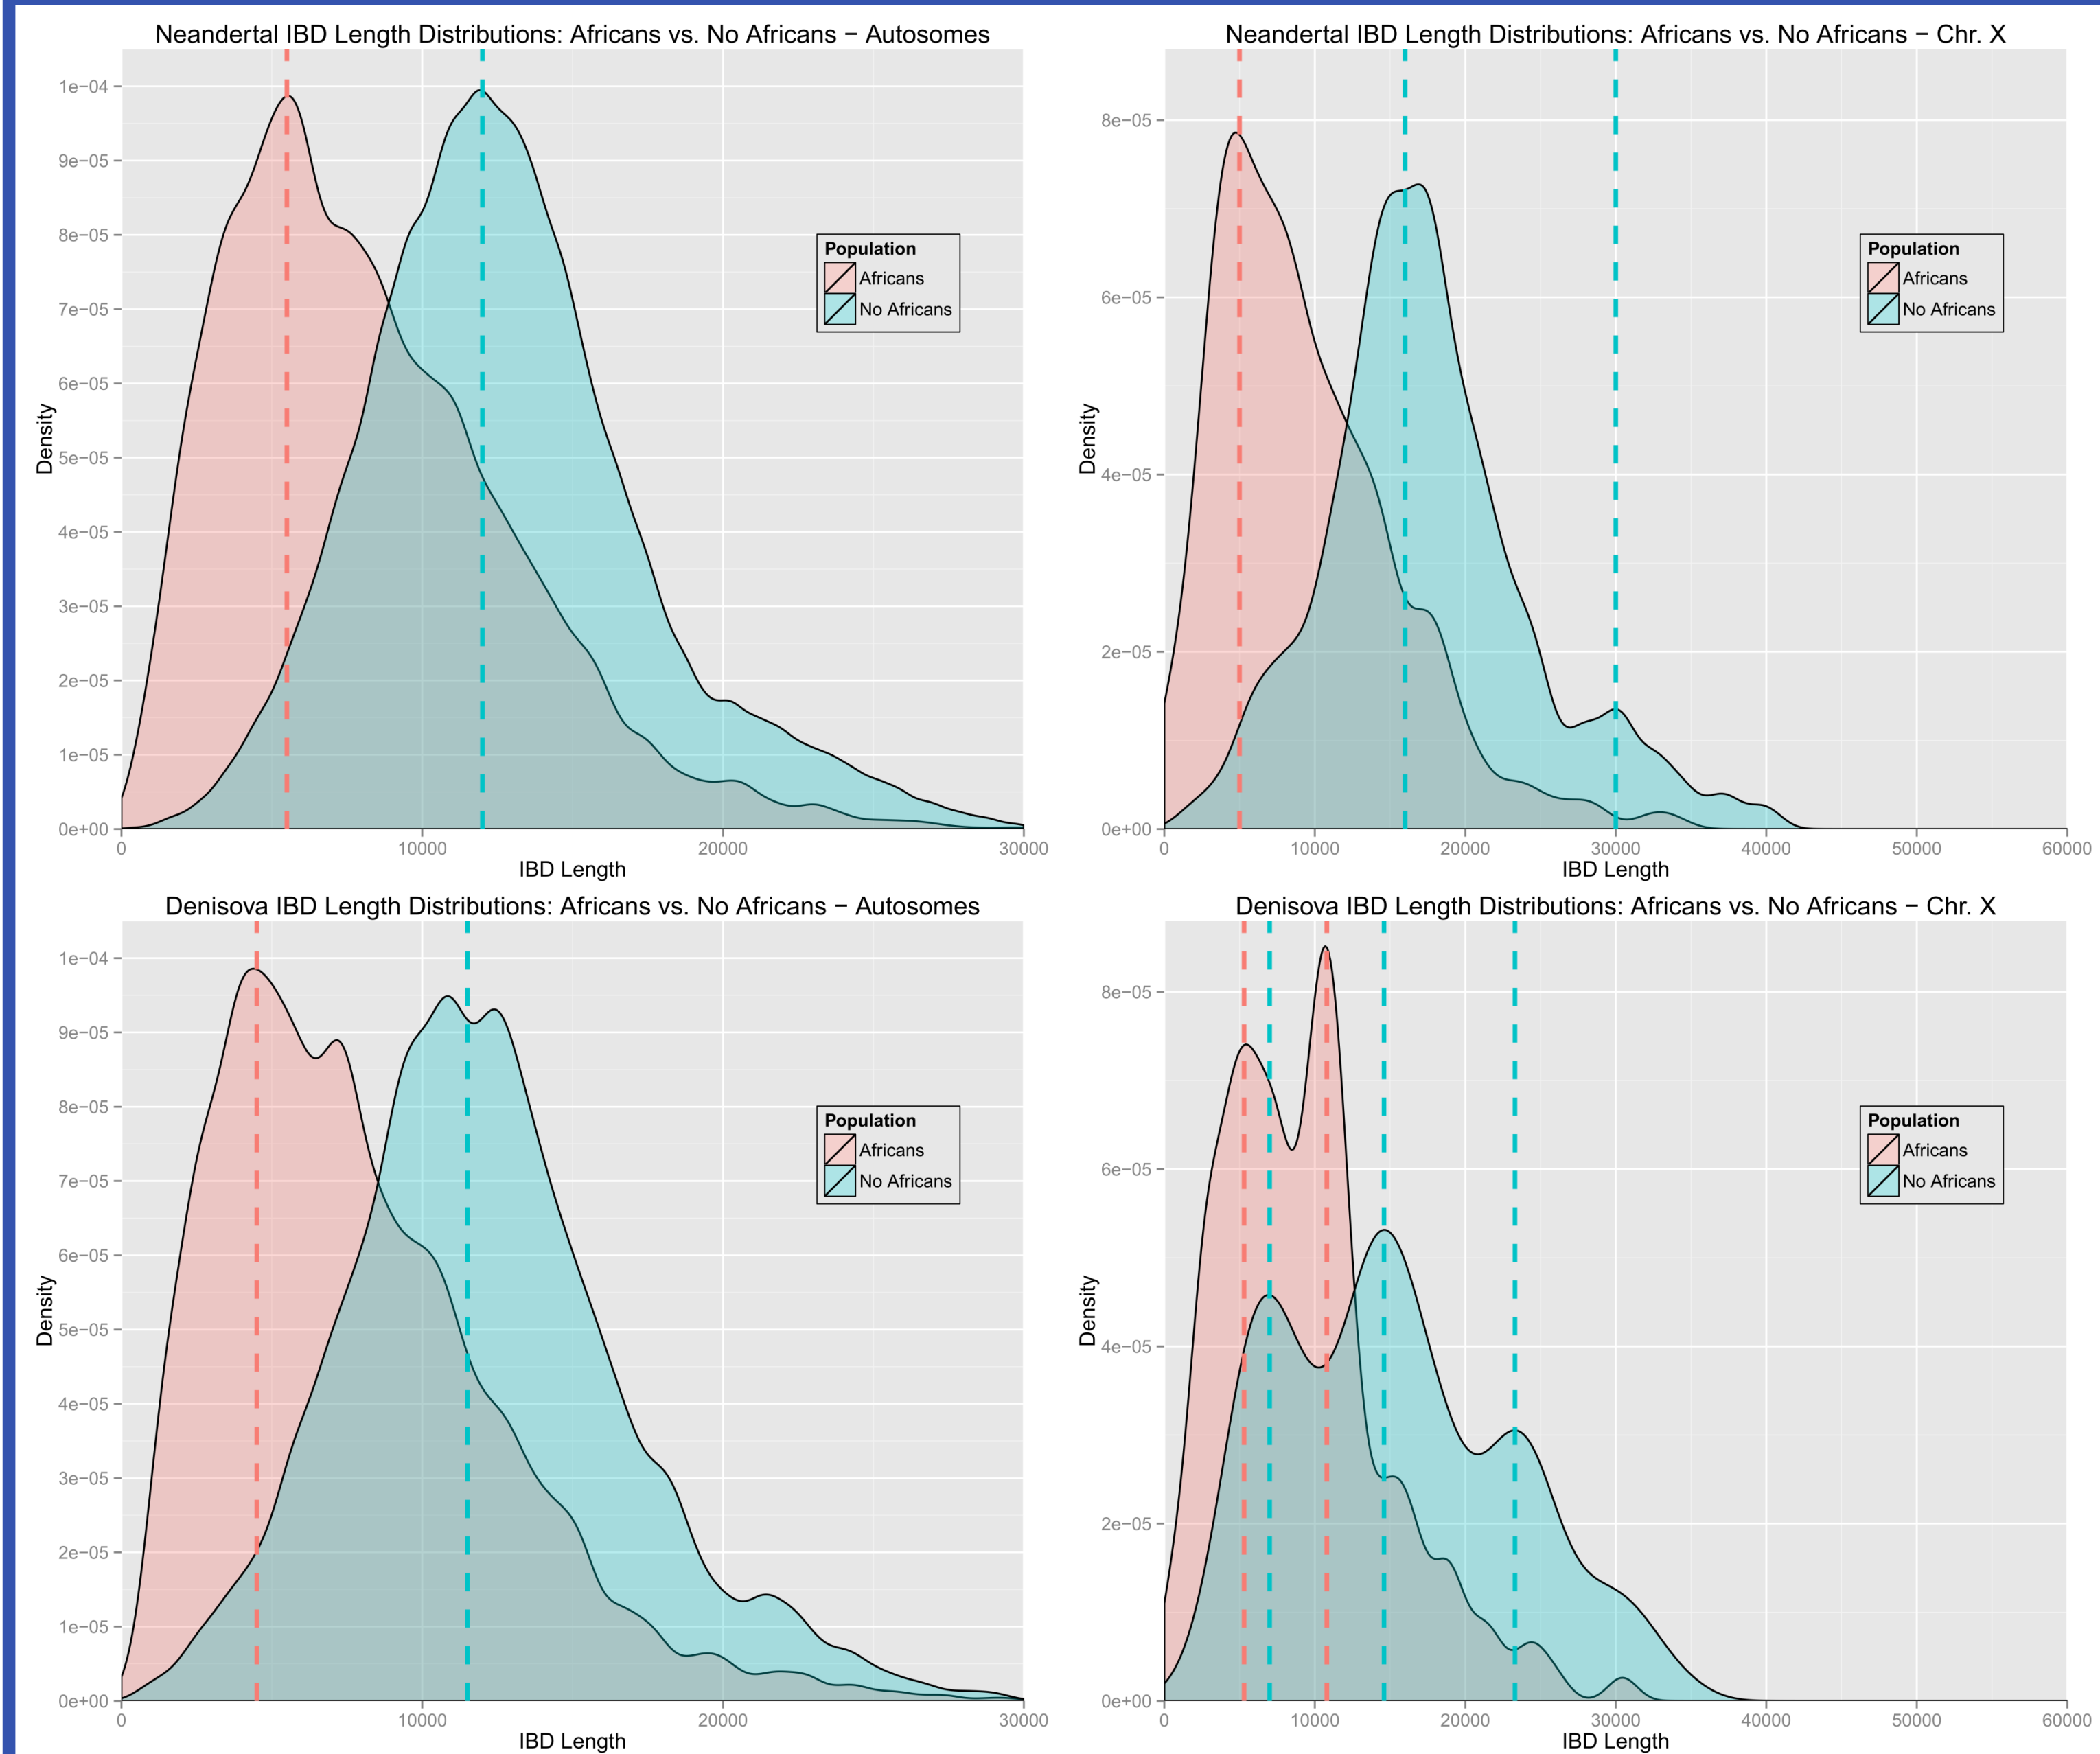 Neandertal IBD Length Distributions: Africans vs. No Africans − Autosomes
1e−04
9e−05
8e−05
7e−05
6e−05
5e−05
4e−05
3e−05
2e−05
1e−05
0e+00
Density
Population
Africans
No Africans
0 10000 20000 30000
IBD Length
Neandertal IBD Length Distributions: Africans vs. No Africans − Chr. X
8e−05
6e−05
4e−05
2e−05
0e+00
Density
Population
Africans
No Africans
0 10000 20000 30000 40000 50000 60000
IBD Length
Denisova IBD Length Distributions: Africans vs. No Africans − Autosomes
1e−04
9e−05
8e−05
7e−05
6e−05
5e−05
4e−05
3e−05
2e−05
1e−05
0e+00
Density
Population
Africans
No Africans
0 10000 20000 30000
IBD Length
Denisova IBD Length Distributions: Africans vs. No Africans − Chr. X
8e−05
6e−05
4e−05
2e−05
0e+00
Density
Population
Africans
No Africans
0 10000 20000 30000 40000 50000 60000
IBD Length